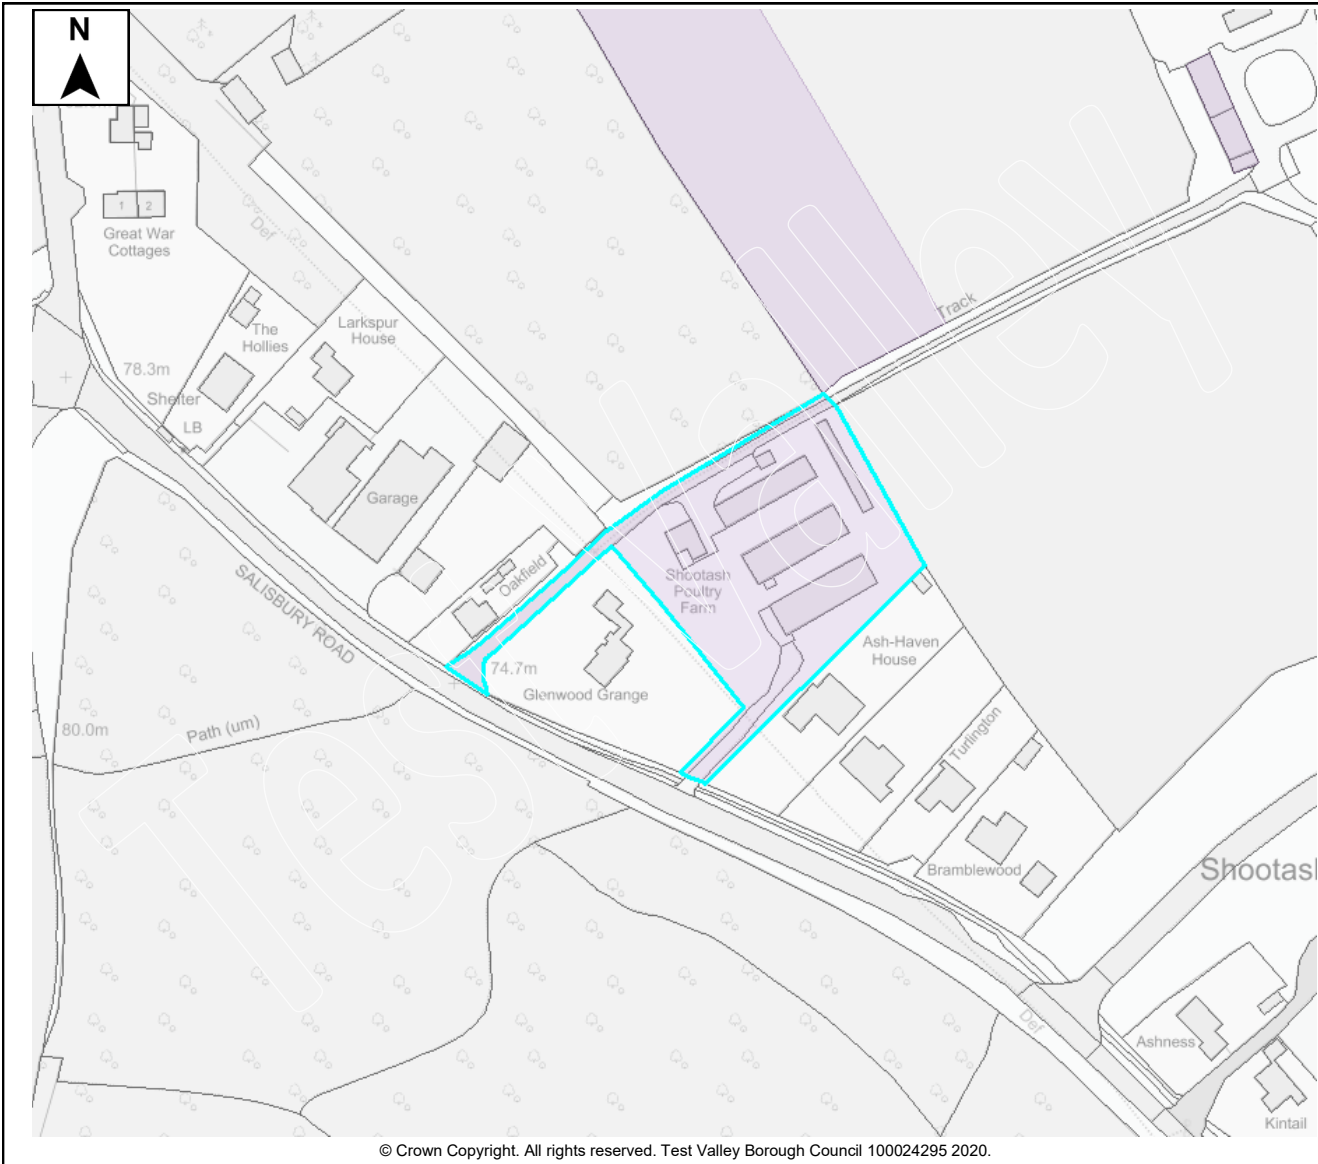 N
1 2
Great War
Cottages
Def
The
Hollies
Larkspur
House
Track
78.3m
Shelter
LB
Garage
Oakfield
Shootash
Poultry
Farm
SALISBURY ROAD
74.7m
Glenwood Grange
Ash-Haven
House
80.0m
Path (um)
Turlington
Bramblewood
Shootash
Def
Ashness
Kintail
Test Valley
© Crown Copyright. All rights reserved. Test Valley Borough Council 100024295 2020.